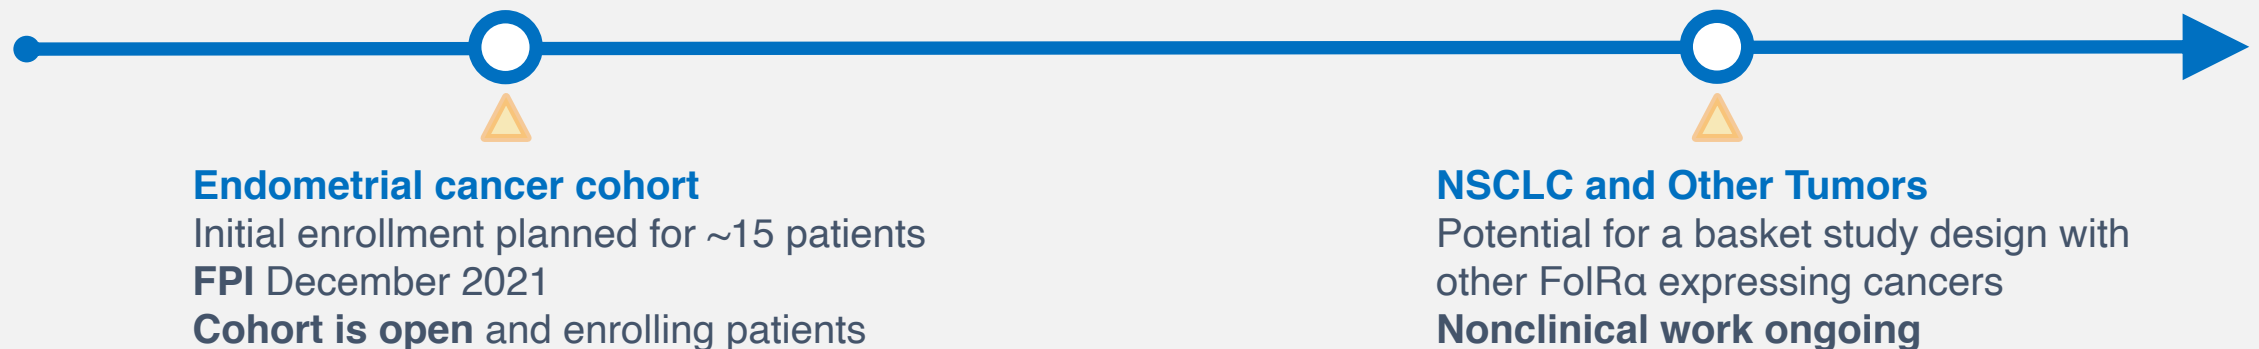 Endometrial cancer cohort
Initial enrollment planned for ~15 patients
FPI December 2021
Cohort is open and enrolling patients
NSCLC and Other Tumors
Potential for a basket study design with
other FolRα expressing cancers
Nonclinical work ongoing